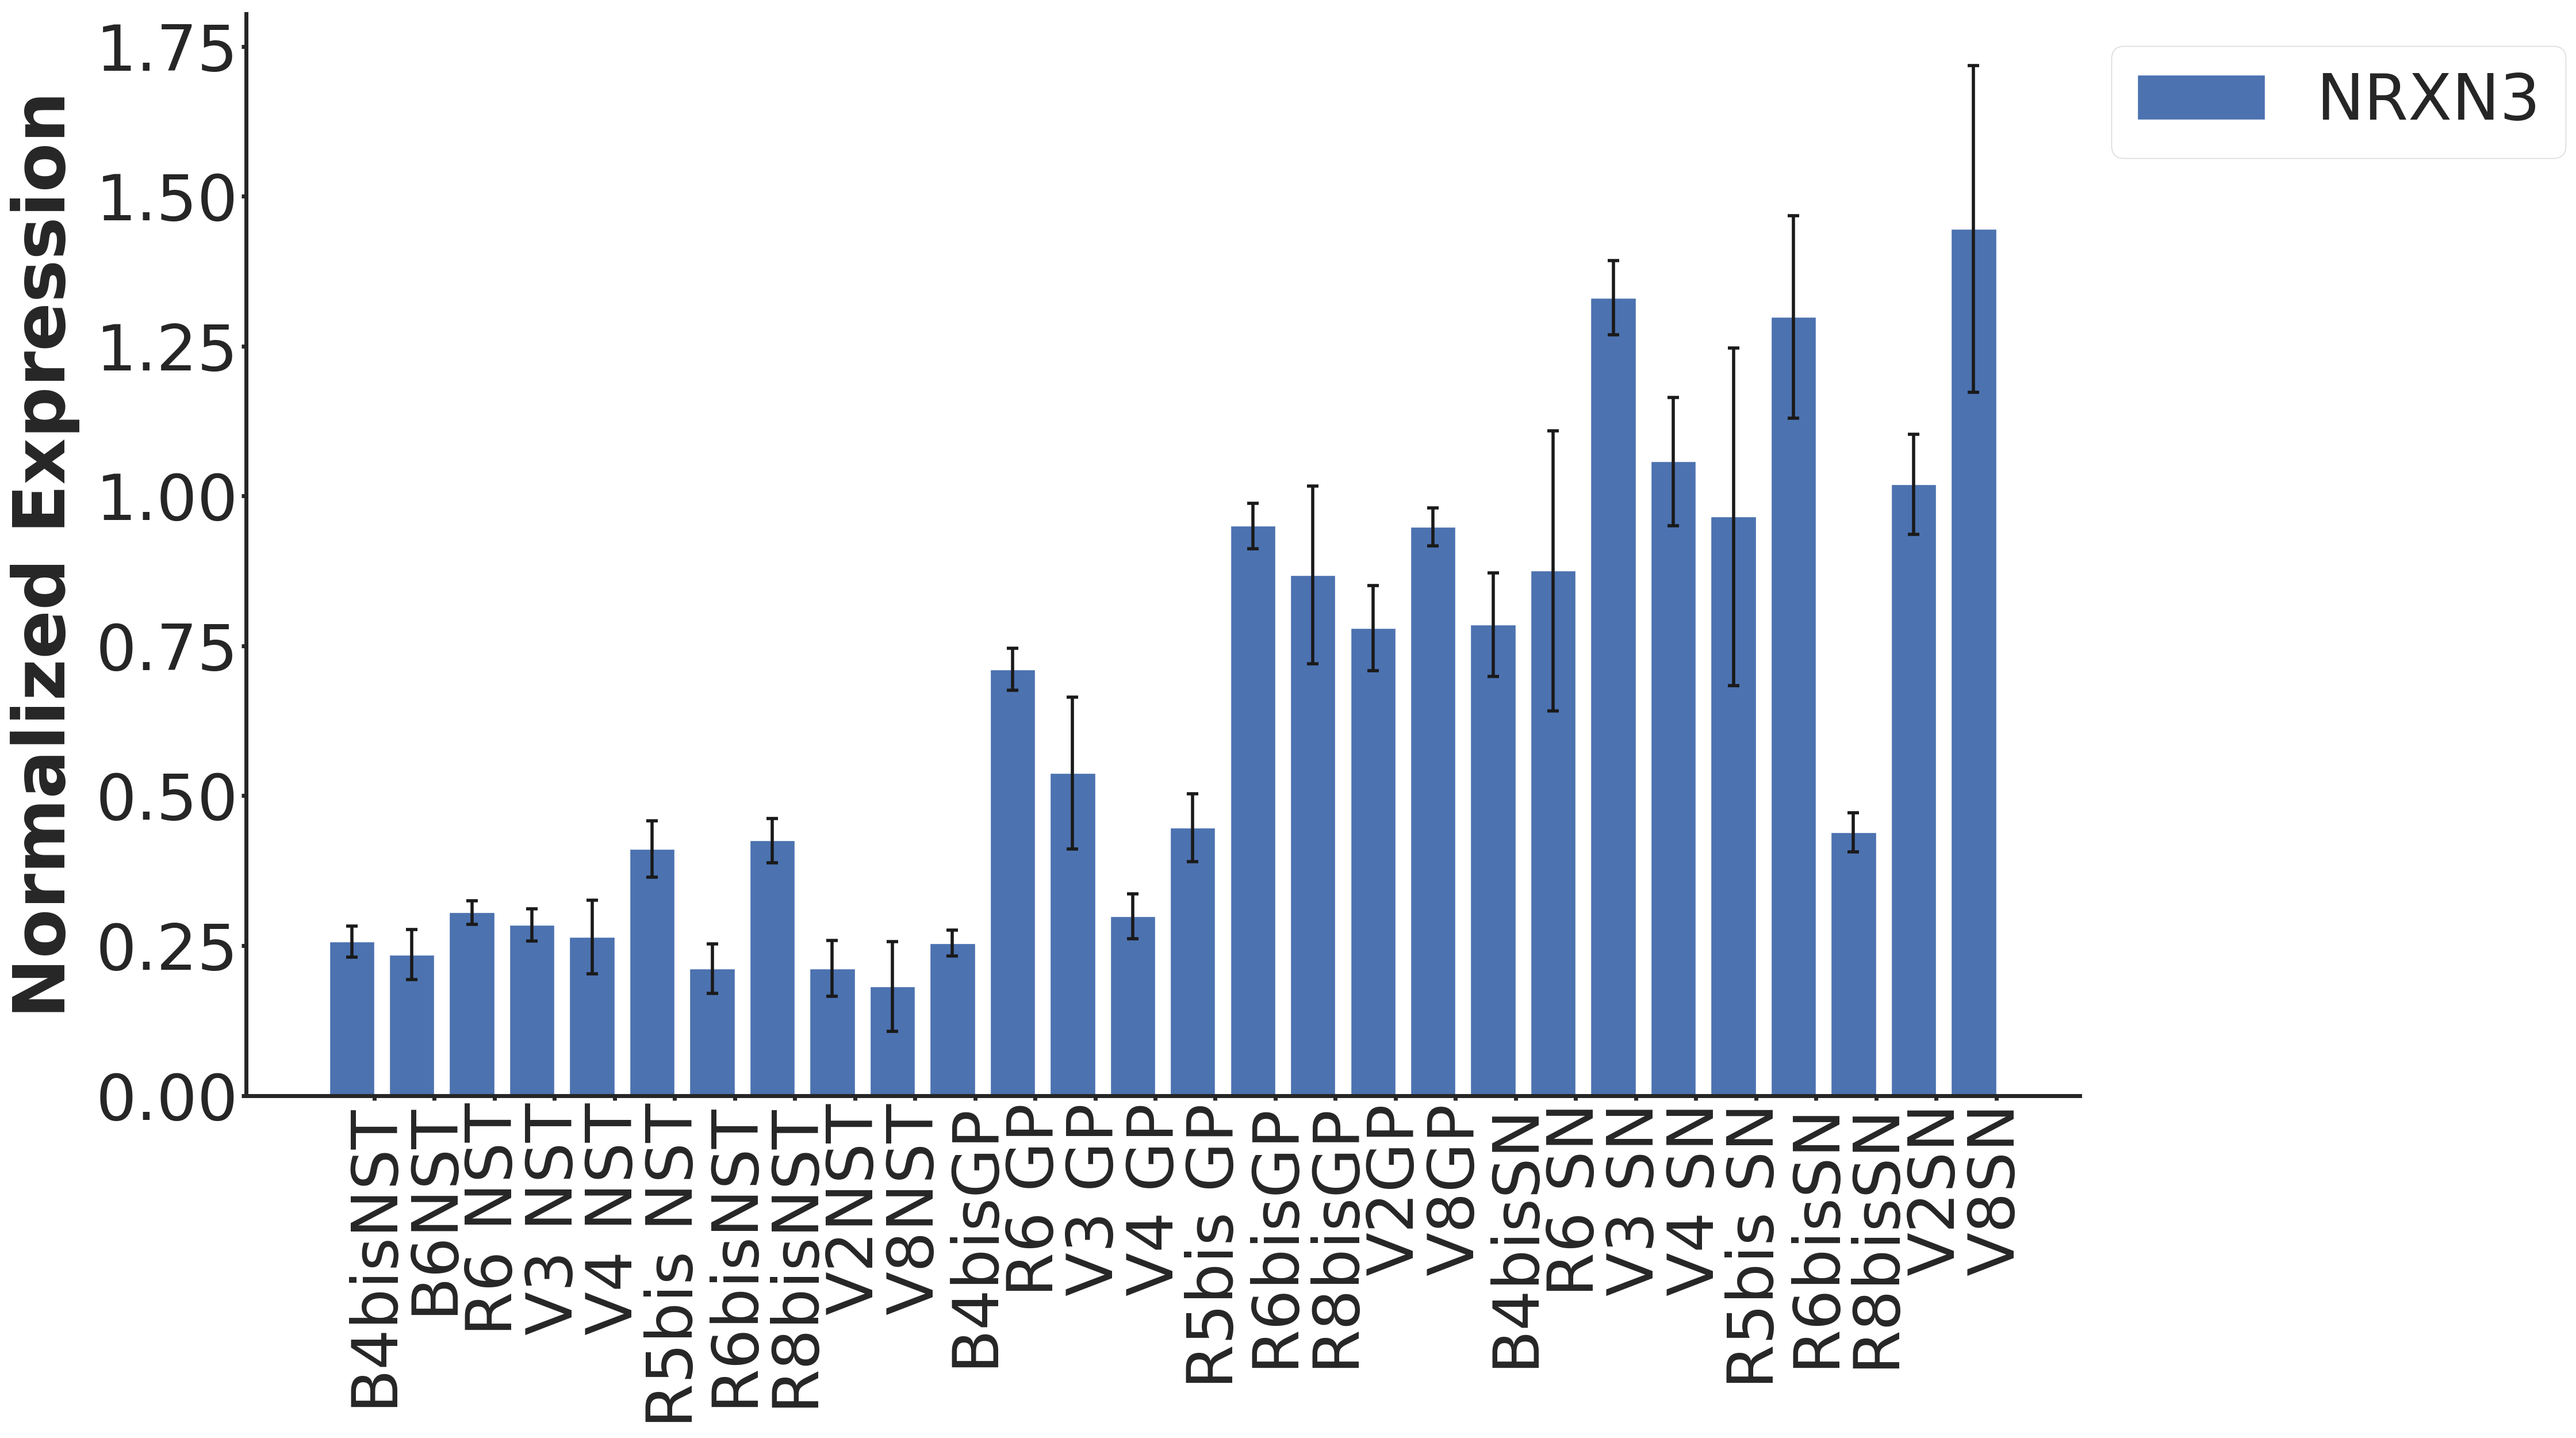 Normalized Expression
1.75
1.50
1.25
1.00
0.75
0.50
0.25
0.00
B4bisNST
B6NST
R6 NST
V3 NST
V4 NST
R5bis NST
R6bisNST
R8bisNST
V2NST
V8NST
B4bisGP
R6 GP
V3 GP
V4 GP
R5bis GP
R6bisGP
R8bisGP
V2GP
V8GP
B4bisSN
R6 SN
V3 SN
V4 SN
R5bis SN
R6bisSN
R8bisSN
V2SN
V8SN
NRXN3